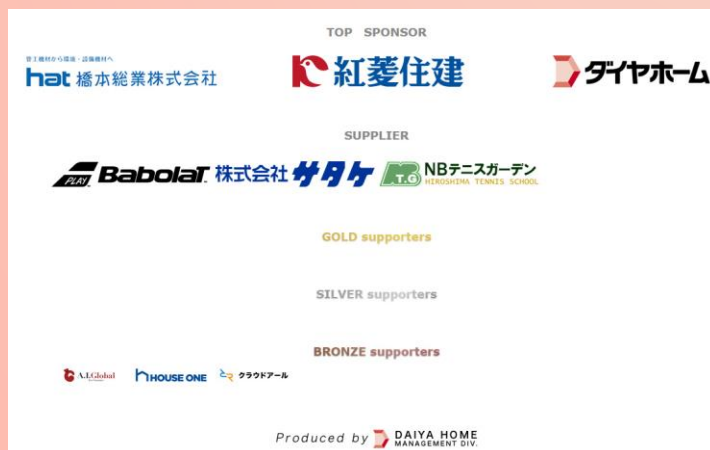 TOP SPONSOR
管工機材から環境・設備機材へ
hat 橋本総業株式会社
紅菱住建
ダイヤホーム
SUPPLIER
PLAY BabolaT
株式会社サタケ
N.B T.G NBテニスガーデン
HIROSHIMA TENNIS SCHOOL
GOLD supporters
SILVER supporters
BRONZE supporters
A.I.Global
HOUSE ONE
クラウドアール
Produced by DAIYA HOME
MANAGEMENT DIV.